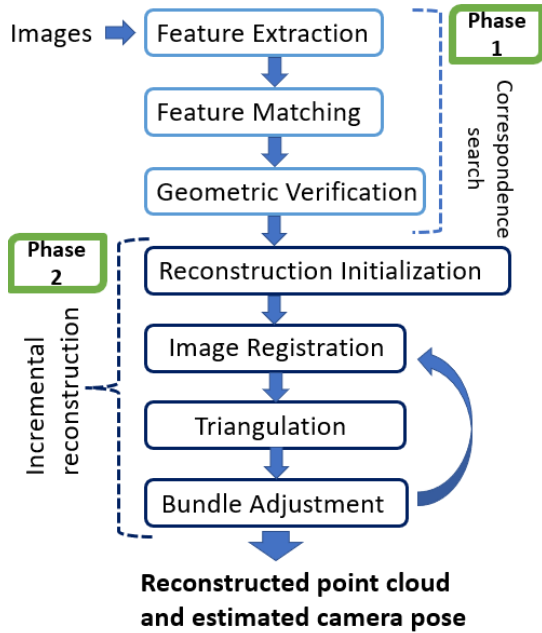 Images
Feature Extraction
Phase
1
Feature Matching
Correspondence
search
Geometric Verification
Phase
2
Reconstruction Initialization
Incremental
reconstruction
Image Registration
Triangulation
Bundle Adjustment
Reconstructed point cloud
and estimated camera pose